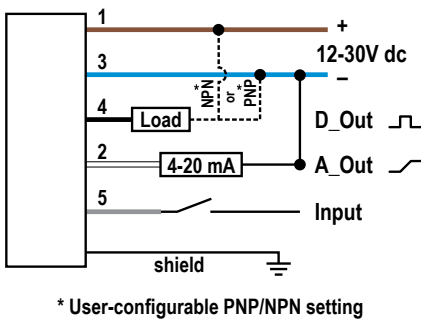 1
+
12-30V dc
3
–
* NPN
or
* PNP
4
Load
D_Out
2
4-20 mA
A_Out
5
Input
shield
* User-configurable PNP/NPN setting